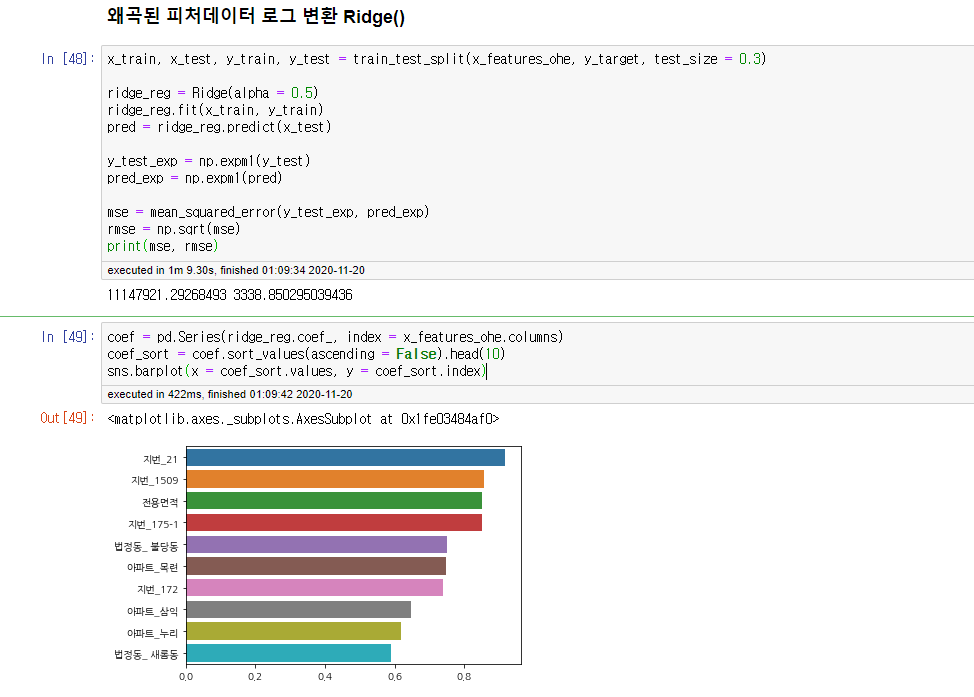 왜곡된 피처데이터 로그 변환 Ridge()
In [48]:
x_train, x_test, y_train, y_test = train_test_split(x_features_ohe, y_target, test_size = 0.3)
ridge_reg = Ridge(alpha = 0.5)
ridge_reg.fit(x_train, y_train)
pred = ridge_reg.predict(x_test)
y_test_exp = np.expm1(y_test)
pred_exp = np.expm1(pred)
mse = mean_squared_error(y_test_exp, pred_exp)
rmse = np.sqrt(mse)
print(mse, rmse)
executed in 1m 9.30s, finished 01:09:34 2020-11-20
11147921.29268493 3338.850295039436
In [49]:
coef = pd.Series(ridge_reg.coef_, index = x_features_ohe.columns)
coef_sort = coef.sort_values(ascending = False).head(10)
sns.barplot(x = coef_sort.values, y = coef_sort.index)
executed in 422ms, finished 01:09:42 2020-11-20
Out[49]:
<matplotlib.axes._subplots.AxesSubplot at 0x1fe03484af0>
지번_21
지번_1509
전용면적
지번_175-1
법정동_ 불당동
아파트_목련
지번_172
아파트_삼익
아파트_누리
법정동_ 새롬동
0.0 0.2 0.4 0.6 0.8